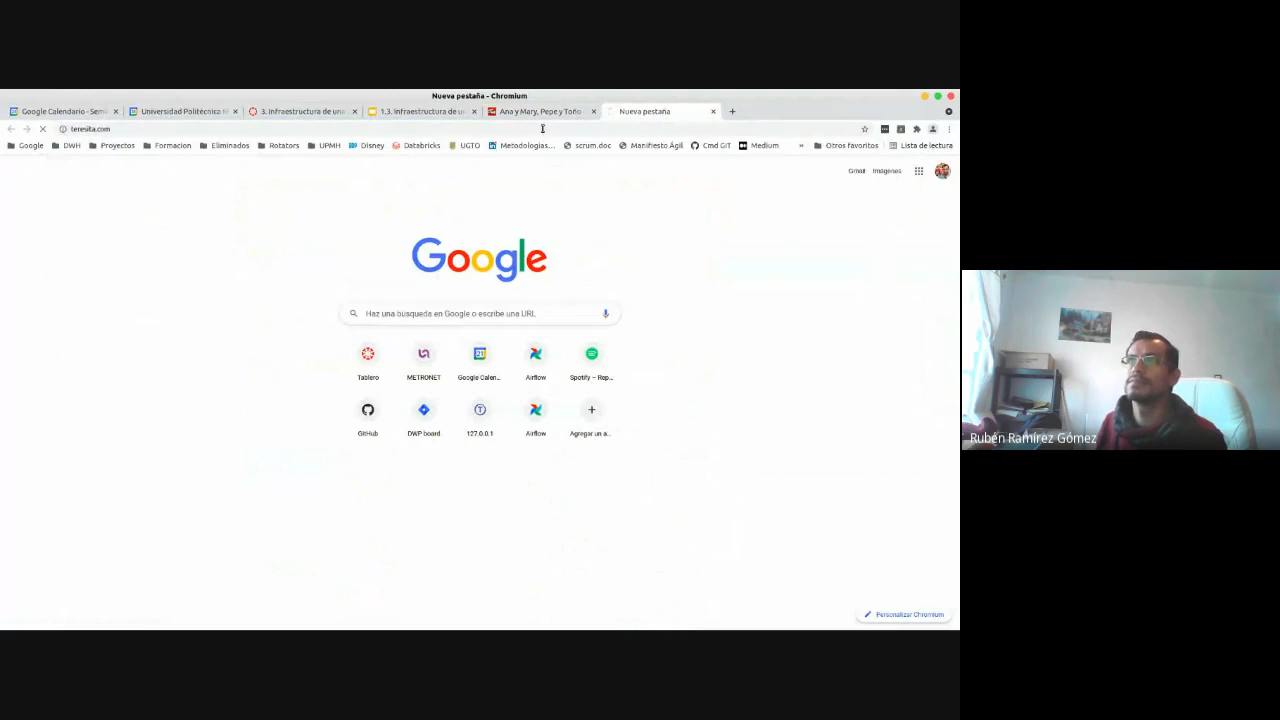 Nueva pestaña - Chromium
Google Calendario - Sem
Universidad Politécnica M
3. Infraestructura de una
1.3. Infraestructura de un
Ana y Mary, Pepe y Toño
Nueva pestaña
teresita.com
Google
DWH
Proyectos
Formacion
Eliminados
Rotators
UPMH
Disney
Databricks
UGTO
Metodologías...
scrum.doc
Manifiesto Ágil
Cmd GIT
Medium
»
Otros favoritos
Lista de lectura
Gmail
Imágenes
Google
Haz una búsqueda en Google o escribe una URL
Tablero
METRONET
Google Calen...
Airflow
Spotify – Rep...
GitHub
DWP board
127.0.0.1
Airflow
Agregar un a...
Personalizar Chromium
Rubén Ramírez Gómez